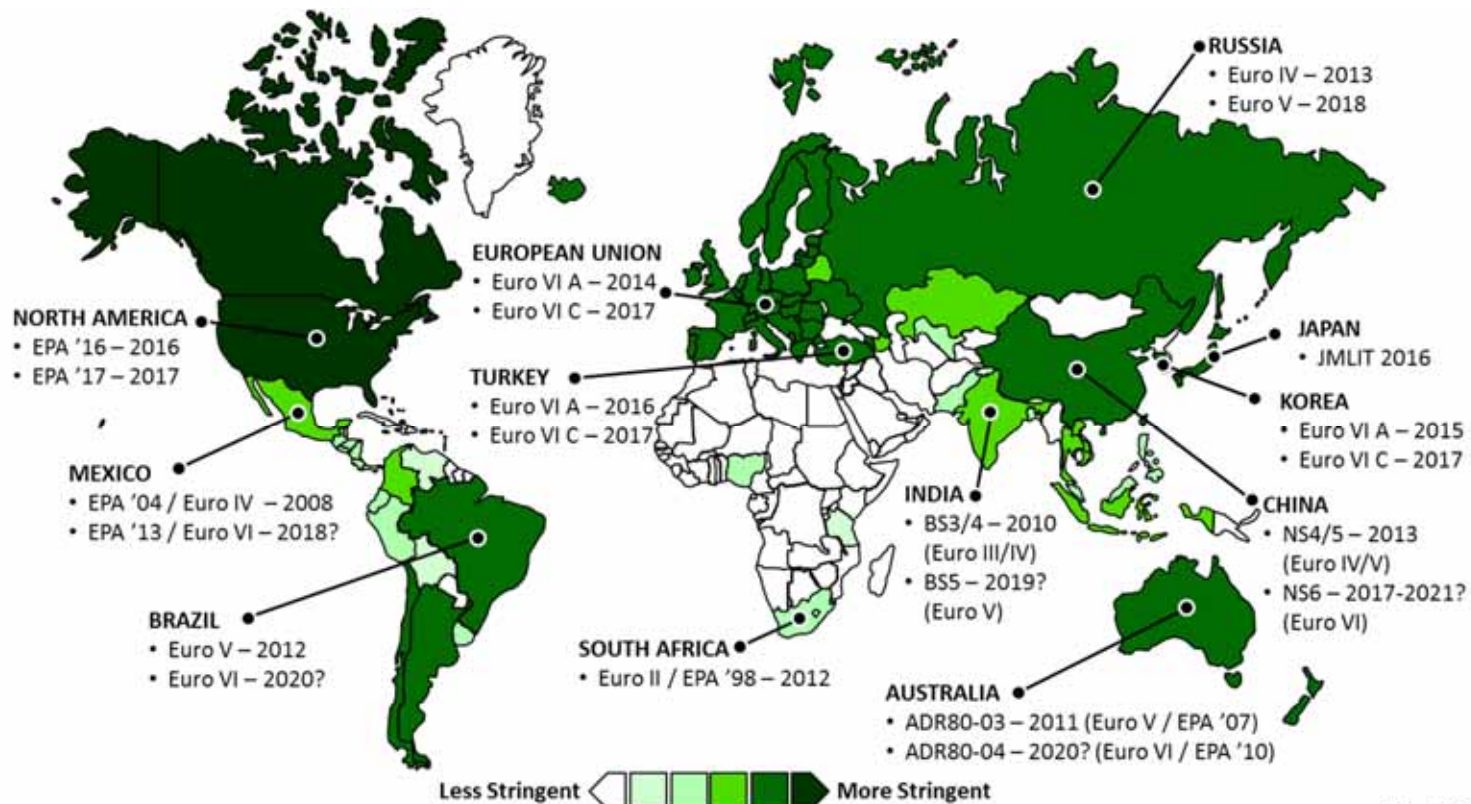 RUSSIA
• Euro IV – 2013
• Euro V – 2018
EUROPEAN UNION
• Euro VI A – 2014
• Euro VI C – 2017
NORTH AMERICA
• EPA '16 – 2016
• EPA '17 – 2017
JAPAN
• JMLIT 2016
TURKEY
• Euro VI A – 2016
• Euro VI C – 2017
KOREA
• Euro VI A – 2015
• Euro VI C – 2017
MEXICO
• EPA '04 / Euro IV – 2008
• EPA '13 / Euro VI – 2018?
INDIA
• BS3/4 – 2010
(Euro III/IV)
• BS5 – 2019?
(Euro V)
CHINA
• NS4/5 – 2013
(Euro IV/V)
• NS6 – 2017-2021?
(Euro VI)
BRAZIL
• Euro V – 2012
• Euro VI – 2020?
SOUTH AFRICA
• Euro II / EPA '98 – 2012
AUSTRALIA
• ADR80-03 – 2011 (Euro V / EPA '07)
• ADR80-04 – 2020? (Euro VI / EPA '10)
Less Stringent More Stringent